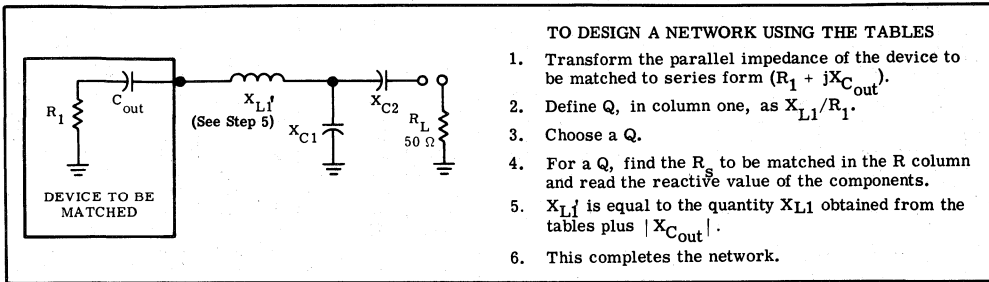 TO DESIGN A NETWORK USING THE TABLES
1. Transform the parallel impedance of the device to
be matched to series form (R1 + jXCout).
2. Define Q, in column one, as XL1/R1.
3. Choose a Q.
4. For a Q, find the Rs to be matched in the R column
and read the reactive value of the components.
5. XL1' is equal to the quantity XL1 obtained from the
tables plus |XCout|.
6. This completes the network.
R1
Cout
XL1'
(See Step 5)
XC1
XC2
RL
50 Ω
DEVICE TO BE
MATCHED